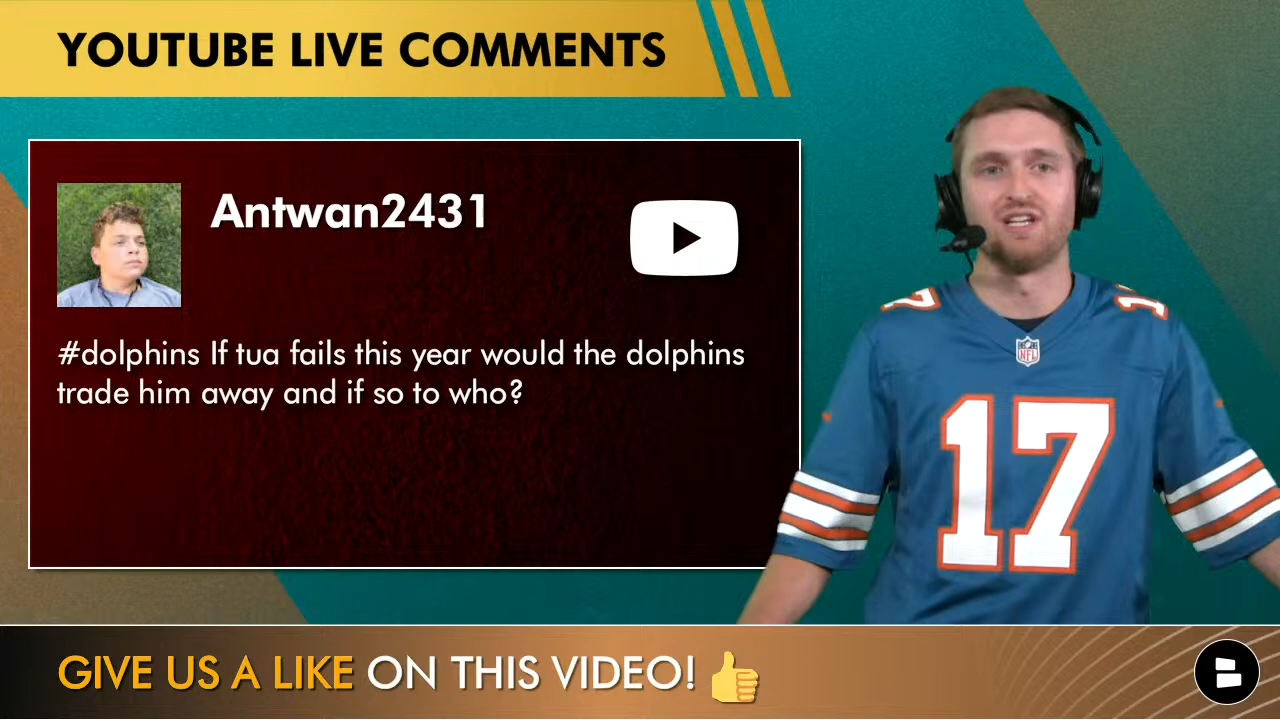 YOUTUBE LIVE COMMENTS
Antwan2431
#dolphins If tua fails this year would the dolphins
trade him away and if so to who?
17
NFL
17
GIVE US A LIKE ON THIS VIDEO!